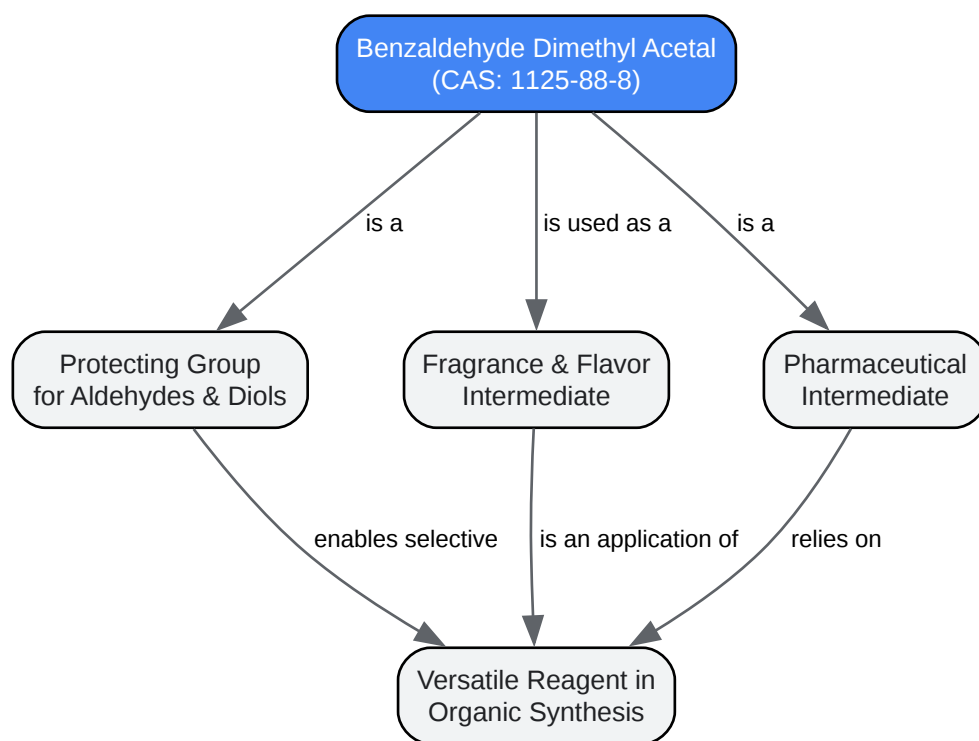 Benzaldehyde Dimethyl Acetal
(CAS: 1125-88-8)
is a
is used as a
is a
Protecting Group
for Aldehydes & Diols
Fragrance & Flavor
Intermediate
Pharmaceutical
Intermediate
enables selective
is an application of
relies on
Versatile Reagent in
Organic Synthesis